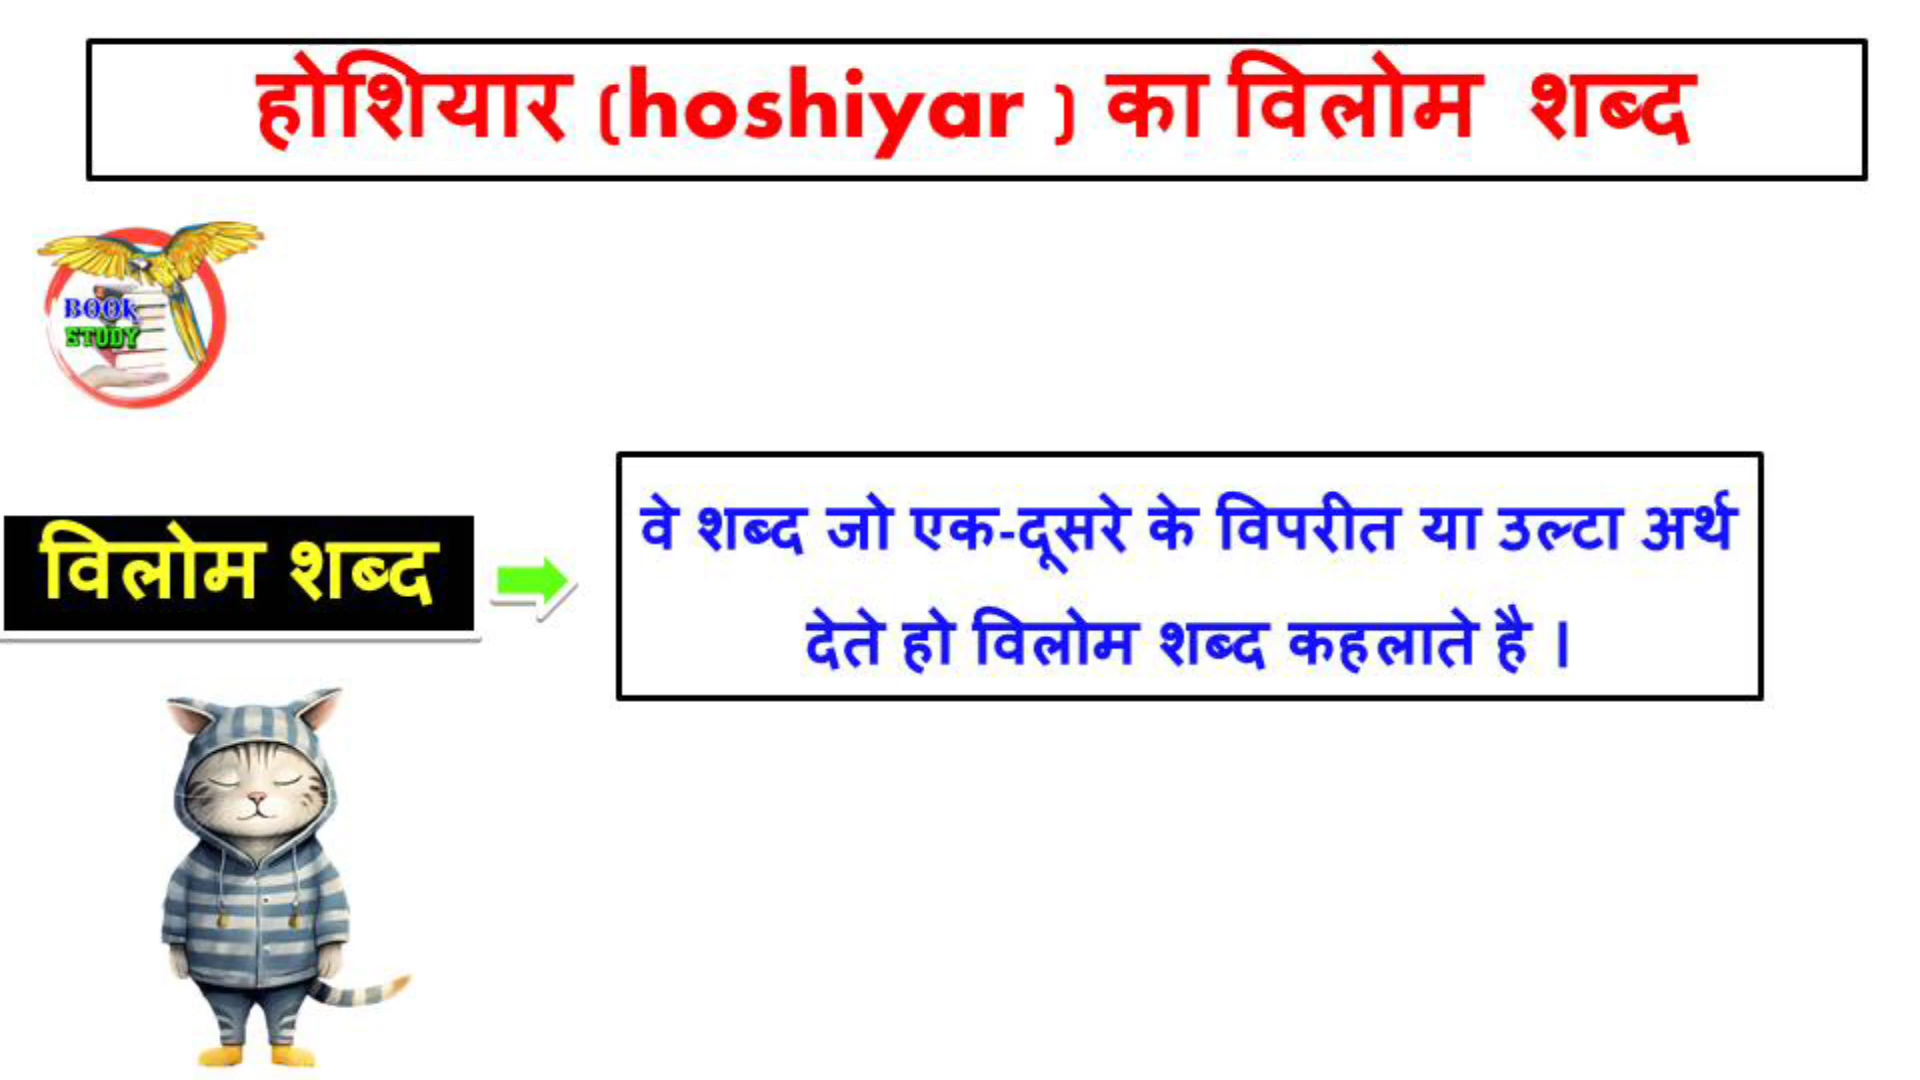 होशियार (hoshiyar ) का विलोम शब्द
BOOK
STUDY
विलोम शब्द
वे शब्द जो एक-दूसरे के विपरीत या उल्टा अर्थ
देते हो विलोम शब्द कहलाते है ।